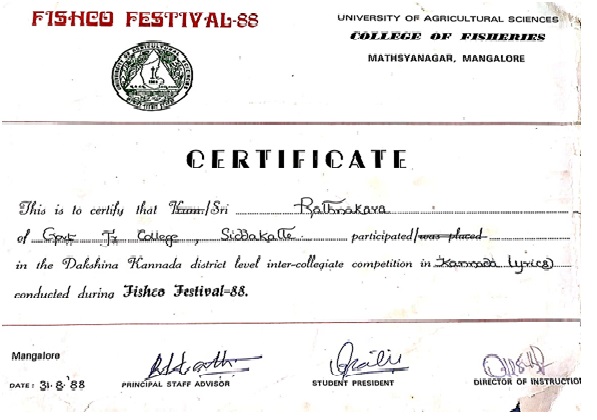 FISHCO FESTIVAL-88
UNIVERSITY OF AGRICULTURAL SCIENCES
COLLEGE OF FISHERIES
MATHSYANAGAR, MANGALORE
CERTIFICATE
This is to certify that Kum/Sri Rathnakara
of Govt Jr College, Siddakatte participated/was placed
in the Dakshina Kannada district level inter-collegiate competition in Kannada Lyrics
conducted during Fishco Festival-88.
Mangalore
DATE: 31-8-'88
PRINCIPAL STAFF ADVISOR
STUDENT PRESIDENT
DIRECTOR OF INSTRUCTIO